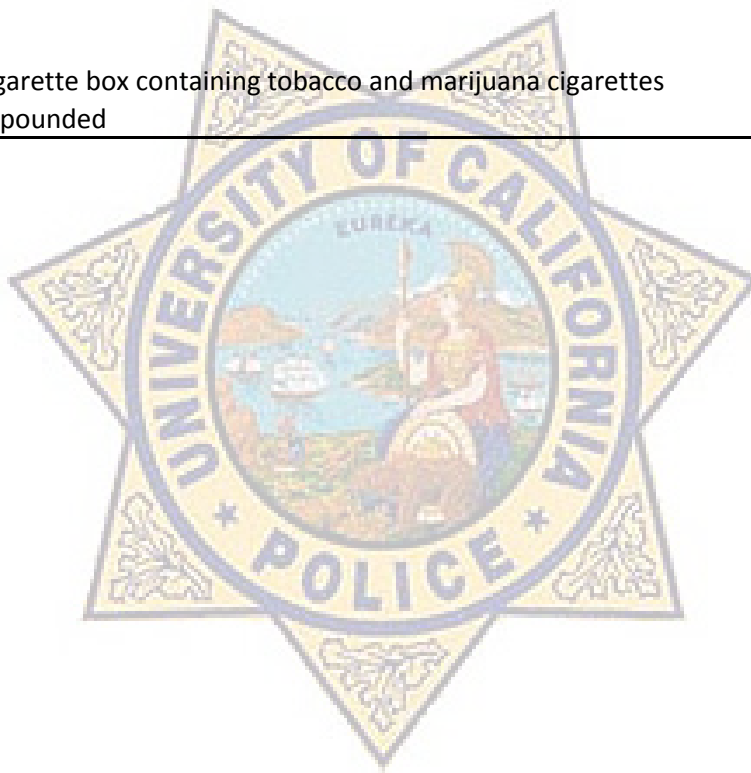 garette box containing tobacco and marijuana cigarettes
pounded
UNIVERSITY OF CALIFORNIA
EUREKA
* POLICE *